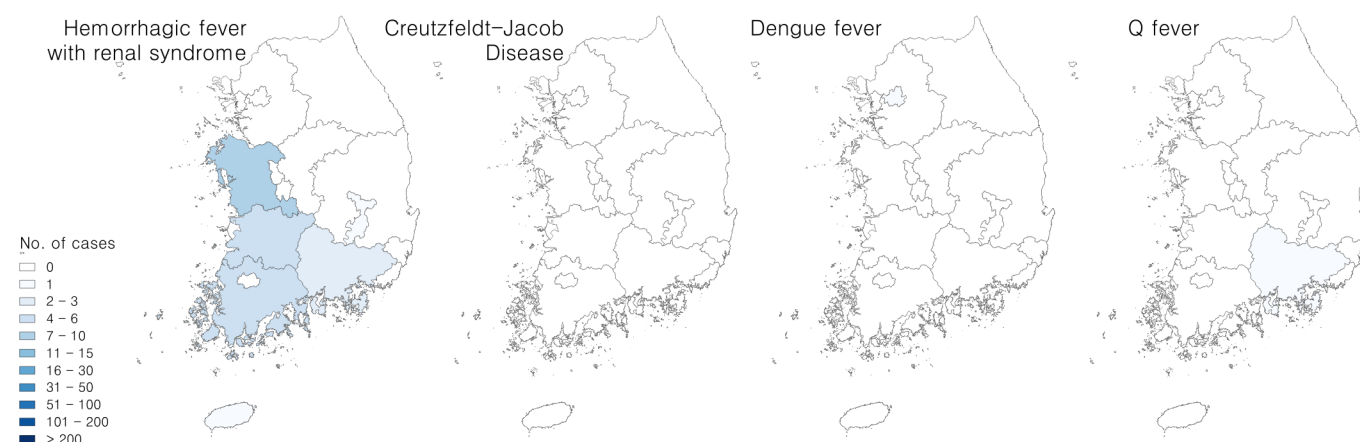 Hemorrhagic fever
with renal syndrome
Creutzfeldt-Jacob
Disease
Dengue fever
Q fever
No. of cases
0
1
2 - 3
4 - 6
7 - 10
11 - 15
16 - 30
31 - 50
51 - 100
101 - 200
> 200